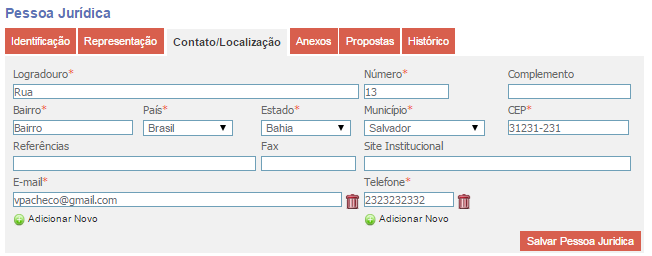 Pessoa Jurídica
Identificação Representação Contato/Localização Anexos Propostas Histórico
Logradouro* Número* Complemento
Rua 13
Bairro* País* Estado* Município* CEP*
Bairro Brasil Bahia Salvador 31231-231
Referências Fax Site Institucional
E-mail* Telefone*
vpacheco@gmail.com 2323232332
Adicionar Novo Adicionar Novo
Salvar Pessoa Jurídica